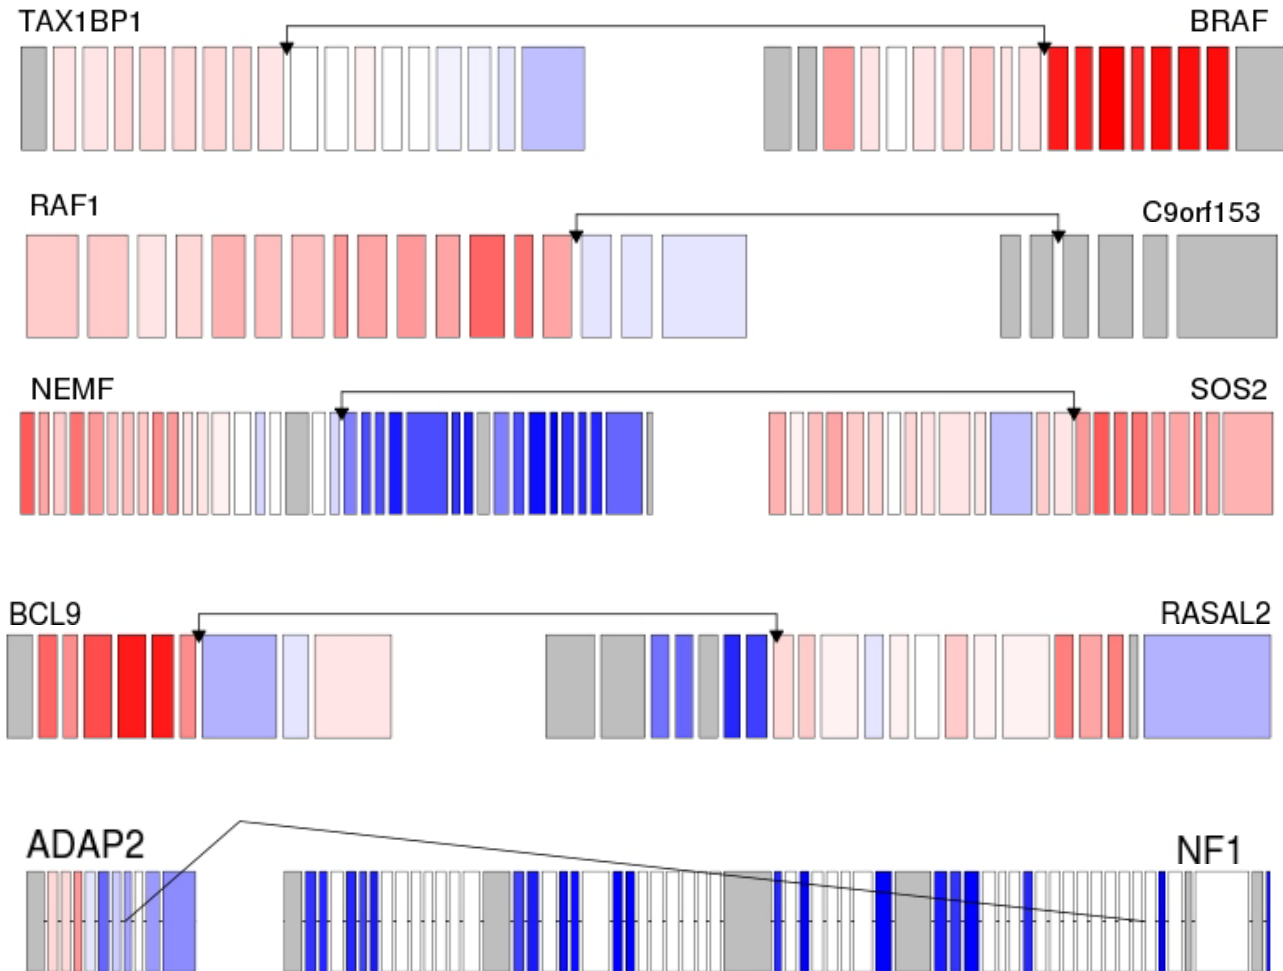 TAX1BP1 BRAF
RAF1 C9orf153
NEMF SOS2
BCL9 RASAL2
ADAP2 NF1